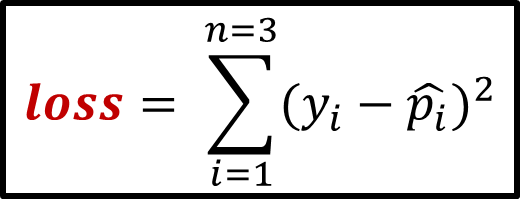 n=3
loss = ∑(yᵢ − p̂ᵢ)²
i=1